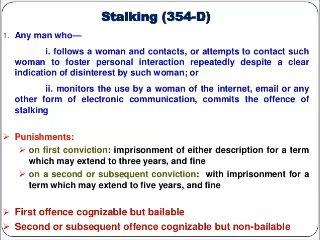 Stalking (354-D)
1. Any man who—
i. follows a woman and contacts, or attempts to contact such
woman to foster personal interaction repeatedly despite a clear
indication of disinterest by such woman; or
ii. monitors the use by a woman of the internet, email or any
other form of electronic communication, commits the offence of
stalking
➢ Punishments:
➢ on first conviction: imprisonment of either description for a term
which may extend to three years, and fine
➢ on a second or subsequent conviction: with imprisonment for a
term which may extend to five years, and fine
➢ First offence cognizable but bailable
➢ Second or subsequent offence cognizable but non-bailable